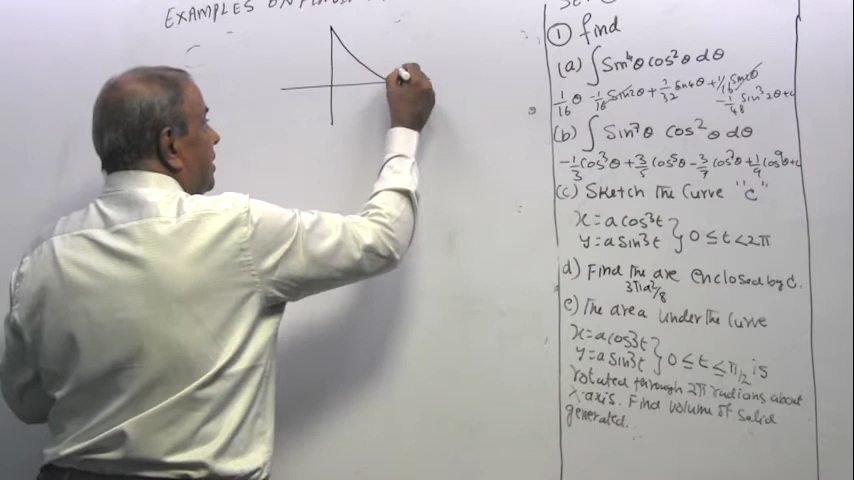 EXAMPLES ON
① find
(a) ∫ Sin⁴θ cos²θ dθ
1/16 θ - 1/16 Sin2θ + 1/32 Sin4θ + 1/16 Sin2θ
- 1/48 Sin³2θ + c
(b) ∫ Sin⁷θ cos²θ dθ
-1/3 cos³θ + 3/5 cos⁵θ - 3/7 cos⁷θ + 1/9 cos⁹θ + c
(c) Sketch the Curve "C"
x = a cos³t
y = a sin³t } 0 ≤ t < 2π
d) Find the are enclosed by C.
3πa²/8
e) The area under the curve
x = a cos³t
y = a sin³t } 0 ≤ t ≤ π/2 is
rotated through 2π radians about
x-axis. Find volume of solid
generated.